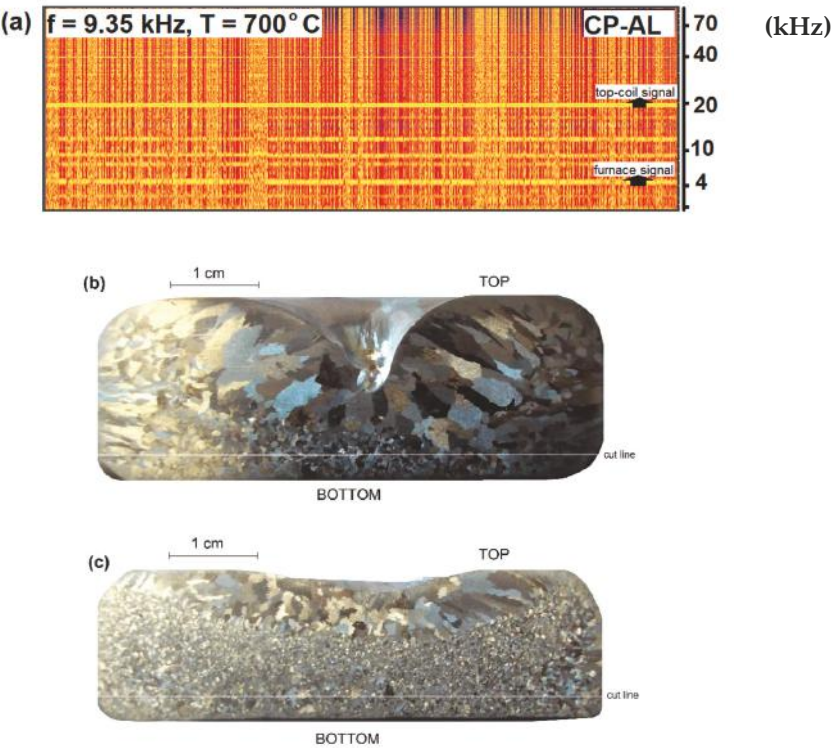 (a) f = 9.35 kHz, T = 700°C CP-AL 70 (kHz)
40
top-coil signal
20
10
furnace signal
4
1 cm
(b) TOP
cut line
BOTTOM
1 cm
(c) TOP
cut line
BOTTOM